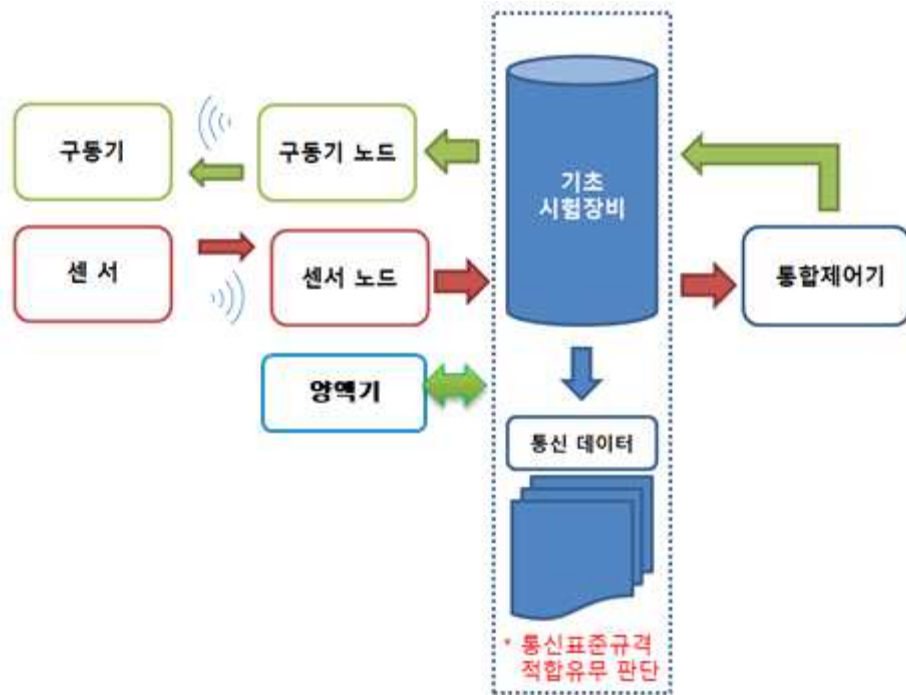 구동기
구동기 노드
기초
시험장비
센 서
센서 노드
통합제어기
양액기
통신 데이터
* 통신표준규격
적합유무 판단